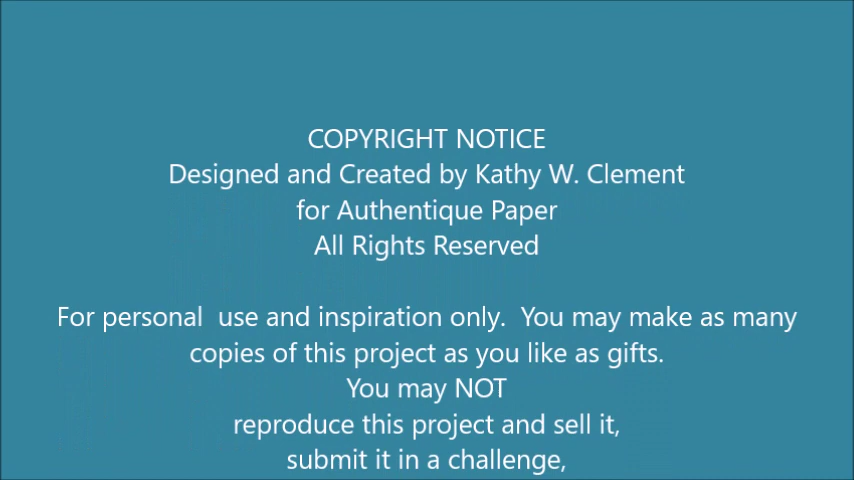 COPYRIGHT NOTICE
Designed and Created by Kathy W. Clement
for Authentique Paper
All Rights Reserved
For personal  use and inspiration only.  You may make as many
copies of this project as you like as gifts.
You may NOT
reproduce this project and sell it,
submit it in a challenge,